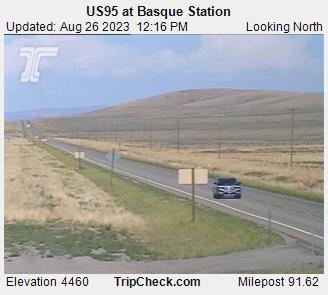 US95 at Basque Station
Updated: Aug 26 2023 12:16 PM Looking North
Elevation 4460 TripCheck.com Milepost 91.62